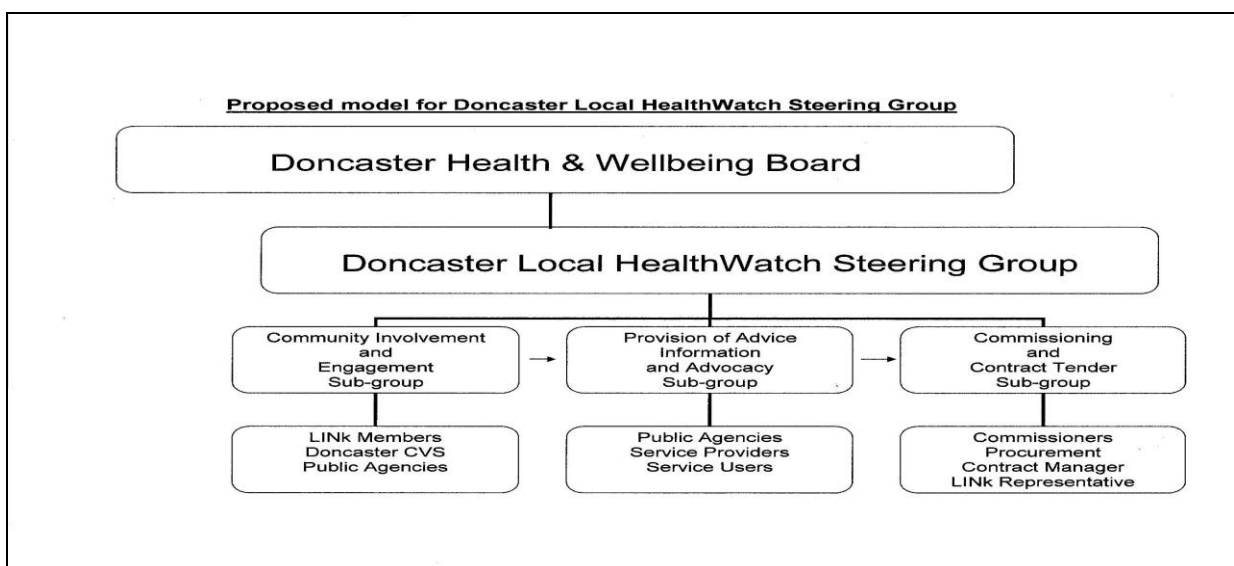 Proposed model for Doncaster Local HealthWatch Steering Group
Doncaster Health & Wellbeing Board
Doncaster Local HealthWatch Steering Group
Community Involvement
and
Engagement
Sub-group
Provision of Advice
Information
and Advocacy
Sub-group
Commissioning
and
Contract Tender
Sub-group
LINk Members
Doncaster CVS
Public Agencies
Public Agencies
Service Providers
Service Users
Commissioners
Procurement
Contract Manager
LINk Representative